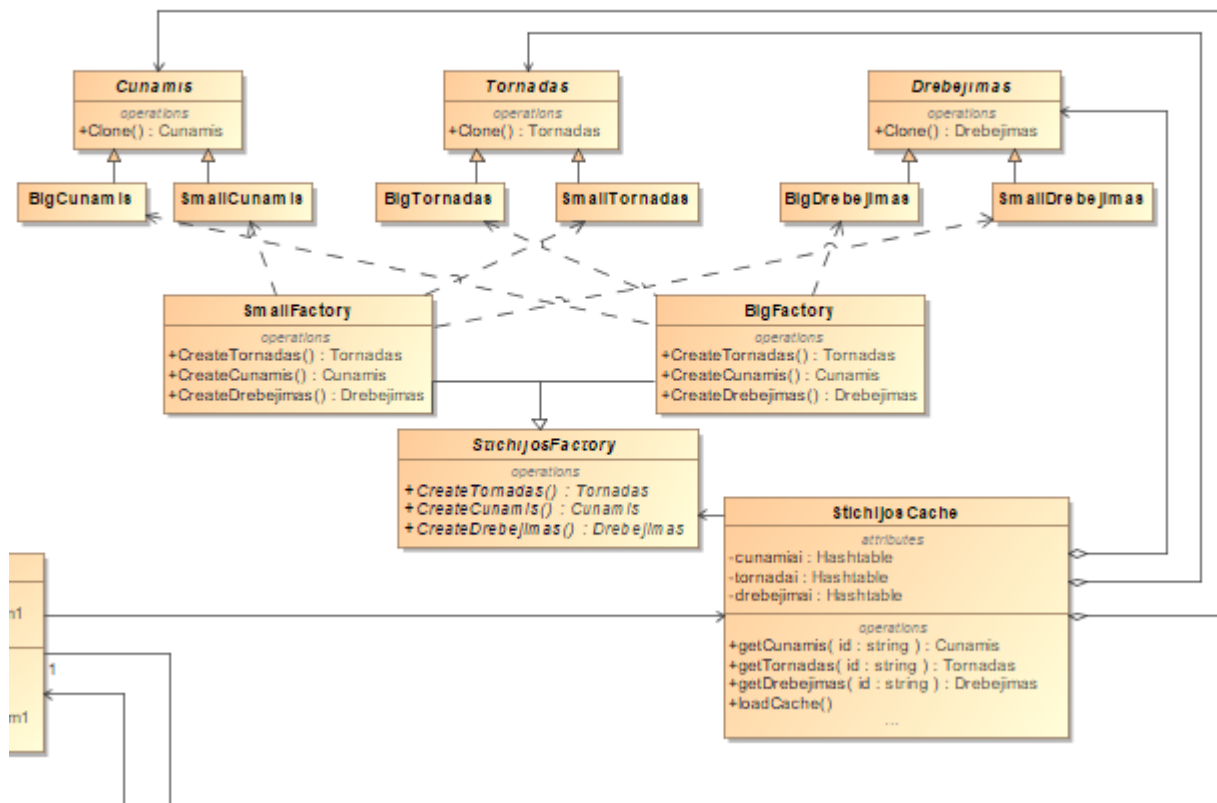 Cunamis
operations
+Clone() : Cunamis
Tornadas
operations
+Clone() : Tornadas
Drebejimas
operations
+Clone() : Drebejimas
BigCunamis
SmallCunamis
BigTornadas
SmallTornadas
BigDrebejimas
SmallDrebejimas
SmallFactory
operations
+CreateTornadas() : Tornadas
+CreateCunamis() : Cunamis
+CreateDrebejimas() : Drebejimas
BigFactory
operations
+CreateTornadas() : Tornadas
+CreateCunamis() : Cunamis
+CreateDrebejimas() : Drebejimas
StichijosFactory
operations
+CreateTornadas() : Tornadas
+CreateCunamis() : Cunamis
+CreateDrebejimas() : Drebejimas
StichijosCache
attributes
-cunamiai : Hashtable
-tornadai : Hashtable
-drebejimai : Hashtable
operations
+getCunamis( id : string ) : Cunamis
+getTornadas( id : string ) : Tornadas
+getDrebejimas( id : string ) : Drebejimas
+loadCache()
...
m1
1
m1